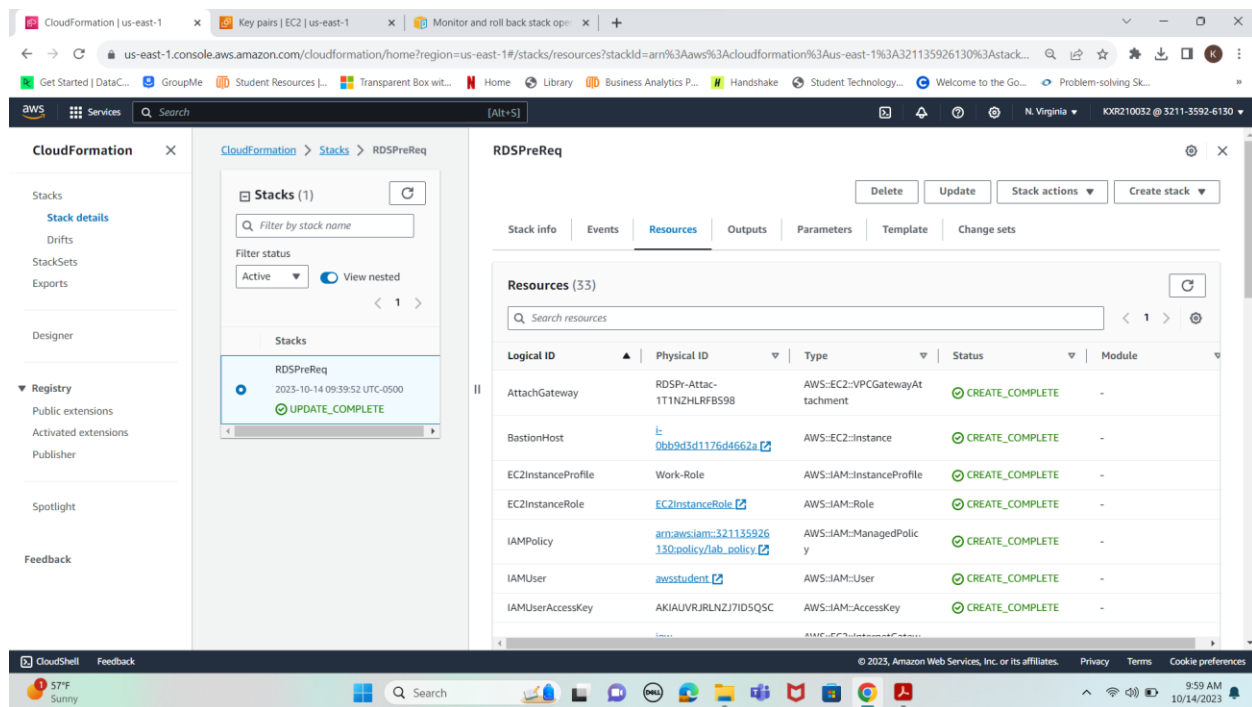 CloudFormation | us-east-1
Key pairs | EC2 | us-east-1
Monitor and roll back stack oper
us-east-1.console.aws.amazon.com/cloudformation/home?region=us-east-1#/stacks/resources?stackId=arn%3Aaws%3Acloudformation%3Aus-east-1%3A321135926130%3Astack...
K
Get Started | DataC...
GroupMe
Student Resources |...
Transparent Box wit...
Home
Library
Business Analytics P...
Handshake
Student Technology...
Welcome to the Go...
Problem-solving Sk...
aws
Services
Search
[Alt+S]
N. Virginia
KXR210032 @ 3211-3592-6130
CloudFormation
Stacks
Stack details
Drifts
StackSets
Exports
Designer
Registry
Public extensions
Activated extensions
Publisher
Spotlight
Feedback
CloudFormation > Stacks > RDSPreReq
Stacks (1)
Filter by stack name
Filter status
Active
View nested
1
Stacks
RDSPreReq
2023-10-14 09:39:52 UTC-0500
UPDATE_COMPLETE
RDSPreReq
Delete
Update
Stack actions
Create stack
Stack info
Events
Resources
Outputs
Parameters
Template
Change sets
Resources (33)
Search resources
1
Logical ID
Physical ID
Type
Status
Module
AttachGateway
RDSPr-Attac-
1T1NZHLRFBS98
AWS::EC2::VPCGatewayAt
tachment
CREATE_COMPLETE
-
BastionHost
i-
0bb9d3d1176d4662a
AWS::EC2::Instance
CREATE_COMPLETE
-
EC2InstanceProfile
Work-Role
AWS::IAM::InstanceProfile
CREATE_COMPLETE
-
EC2InstanceRole
EC2InstanceRole
AWS::IAM::Role
CREATE_COMPLETE
-
IAMPolicy
arn:aws:iam::321135926
130:policy/lab_policy
AWS::IAM::ManagedPolic
y
CREATE_COMPLETE
-
IAMUser
awsstudent
AWS::IAM::User
CREATE_COMPLETE
-
IAMUserAccessKey
AKIAUVRJRLNZJ7ID5QSC
AWS::IAM::AccessKey
CREATE_COMPLETE
-
CloudShell
Feedback
© 2023, Amazon Web Services, Inc. or its affiliates.
Privacy
Terms
Cookie preferences
1
57°F
Sunny
Search
9:59 AM
10/14/2023